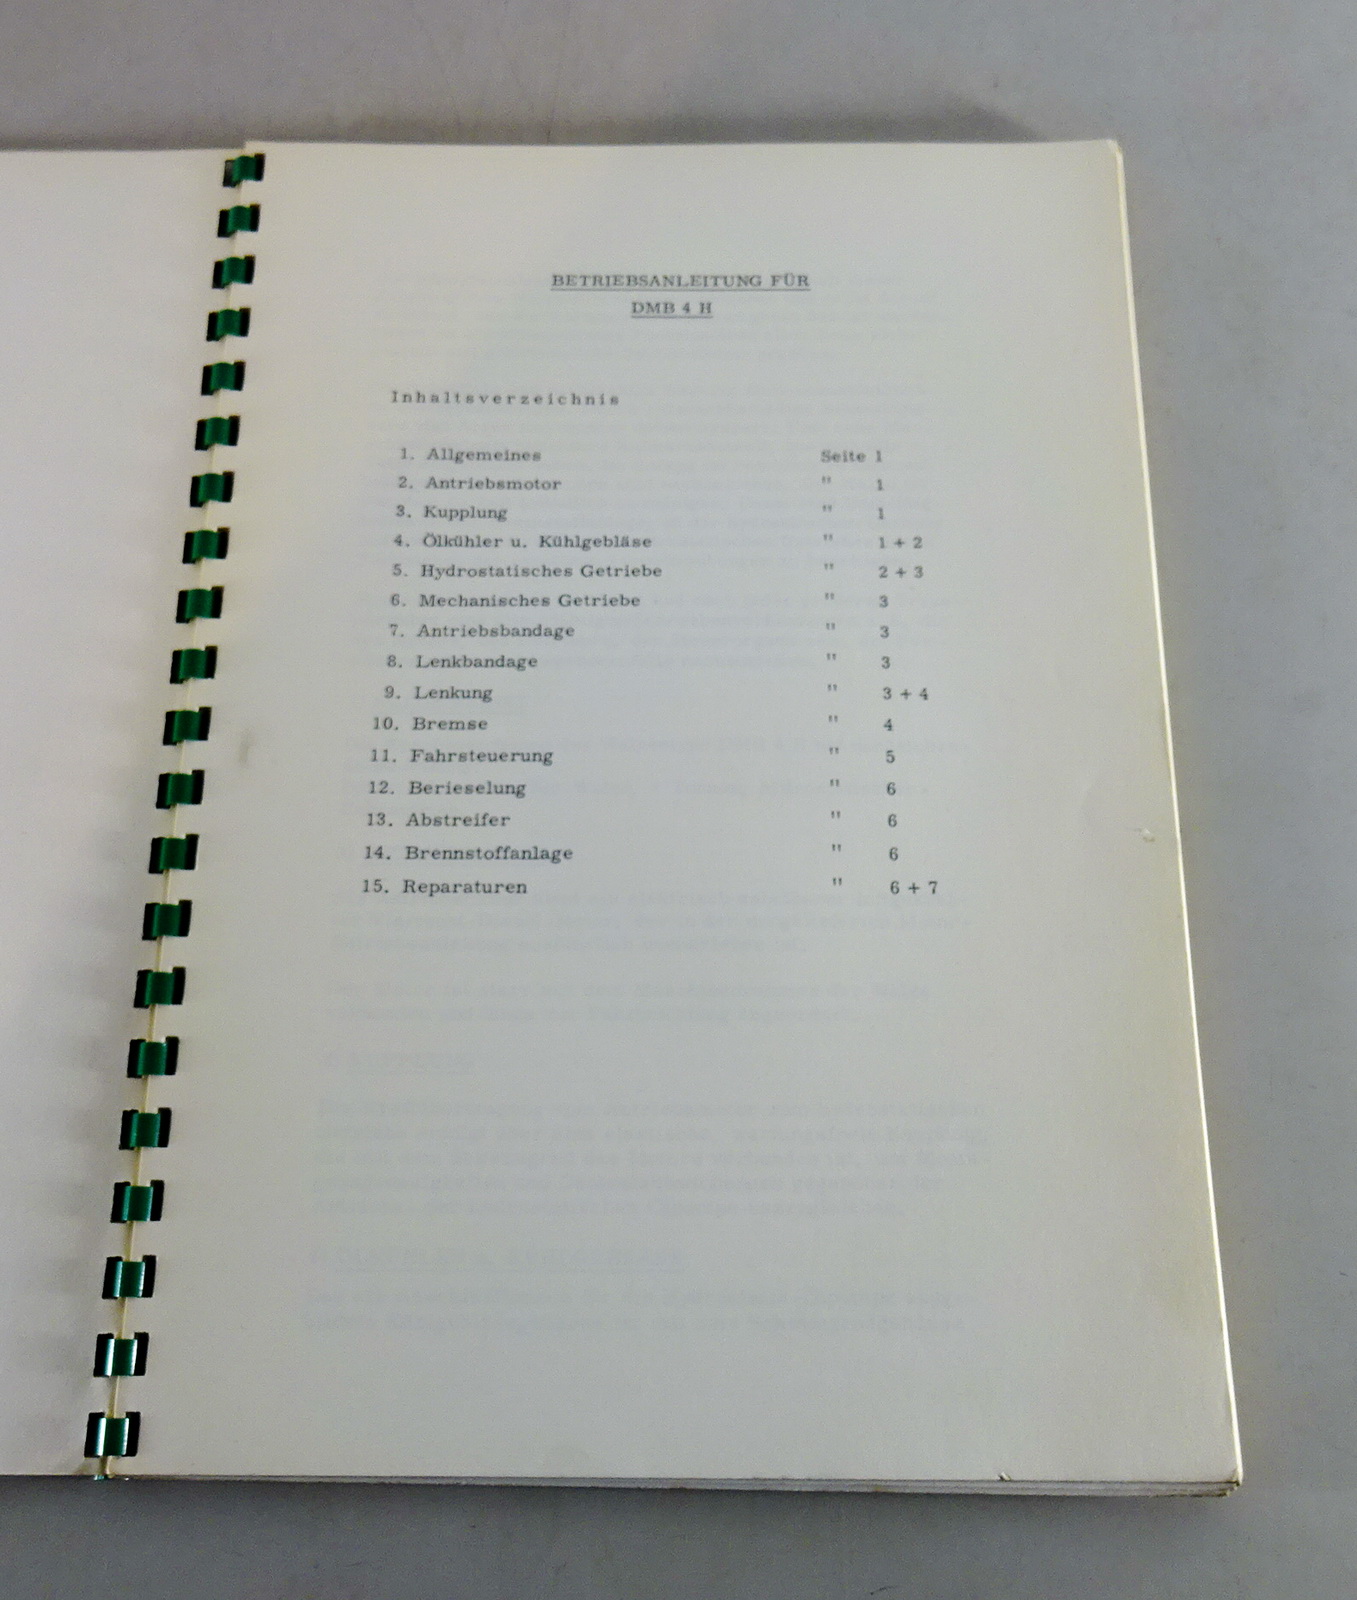 BETRIEBSANLEITUNG FÜR
DMB 4 H
Inhaltsverzeichnis
1. Allgemeines Seite 1
2. Antriebsmotor " 1
3. Kupplung " 1
4. Ölkühler u. Kühlgebläse " 1 + 2
5. Hydrostatisches Getriebe " 2 + 3
6. Mechanisches Getriebe " 3
7. Antriebsbandage " 3
8. Lenkbandage " 3
9. Lenkung " 3 + 4
10. Bremse " 4
11. Fahrsteuerung " 5
12. Berieselung " 6
13. Abstreifer " 6
14. Brennstoffanlage " 6
15. Reparaturen " 6 + 7